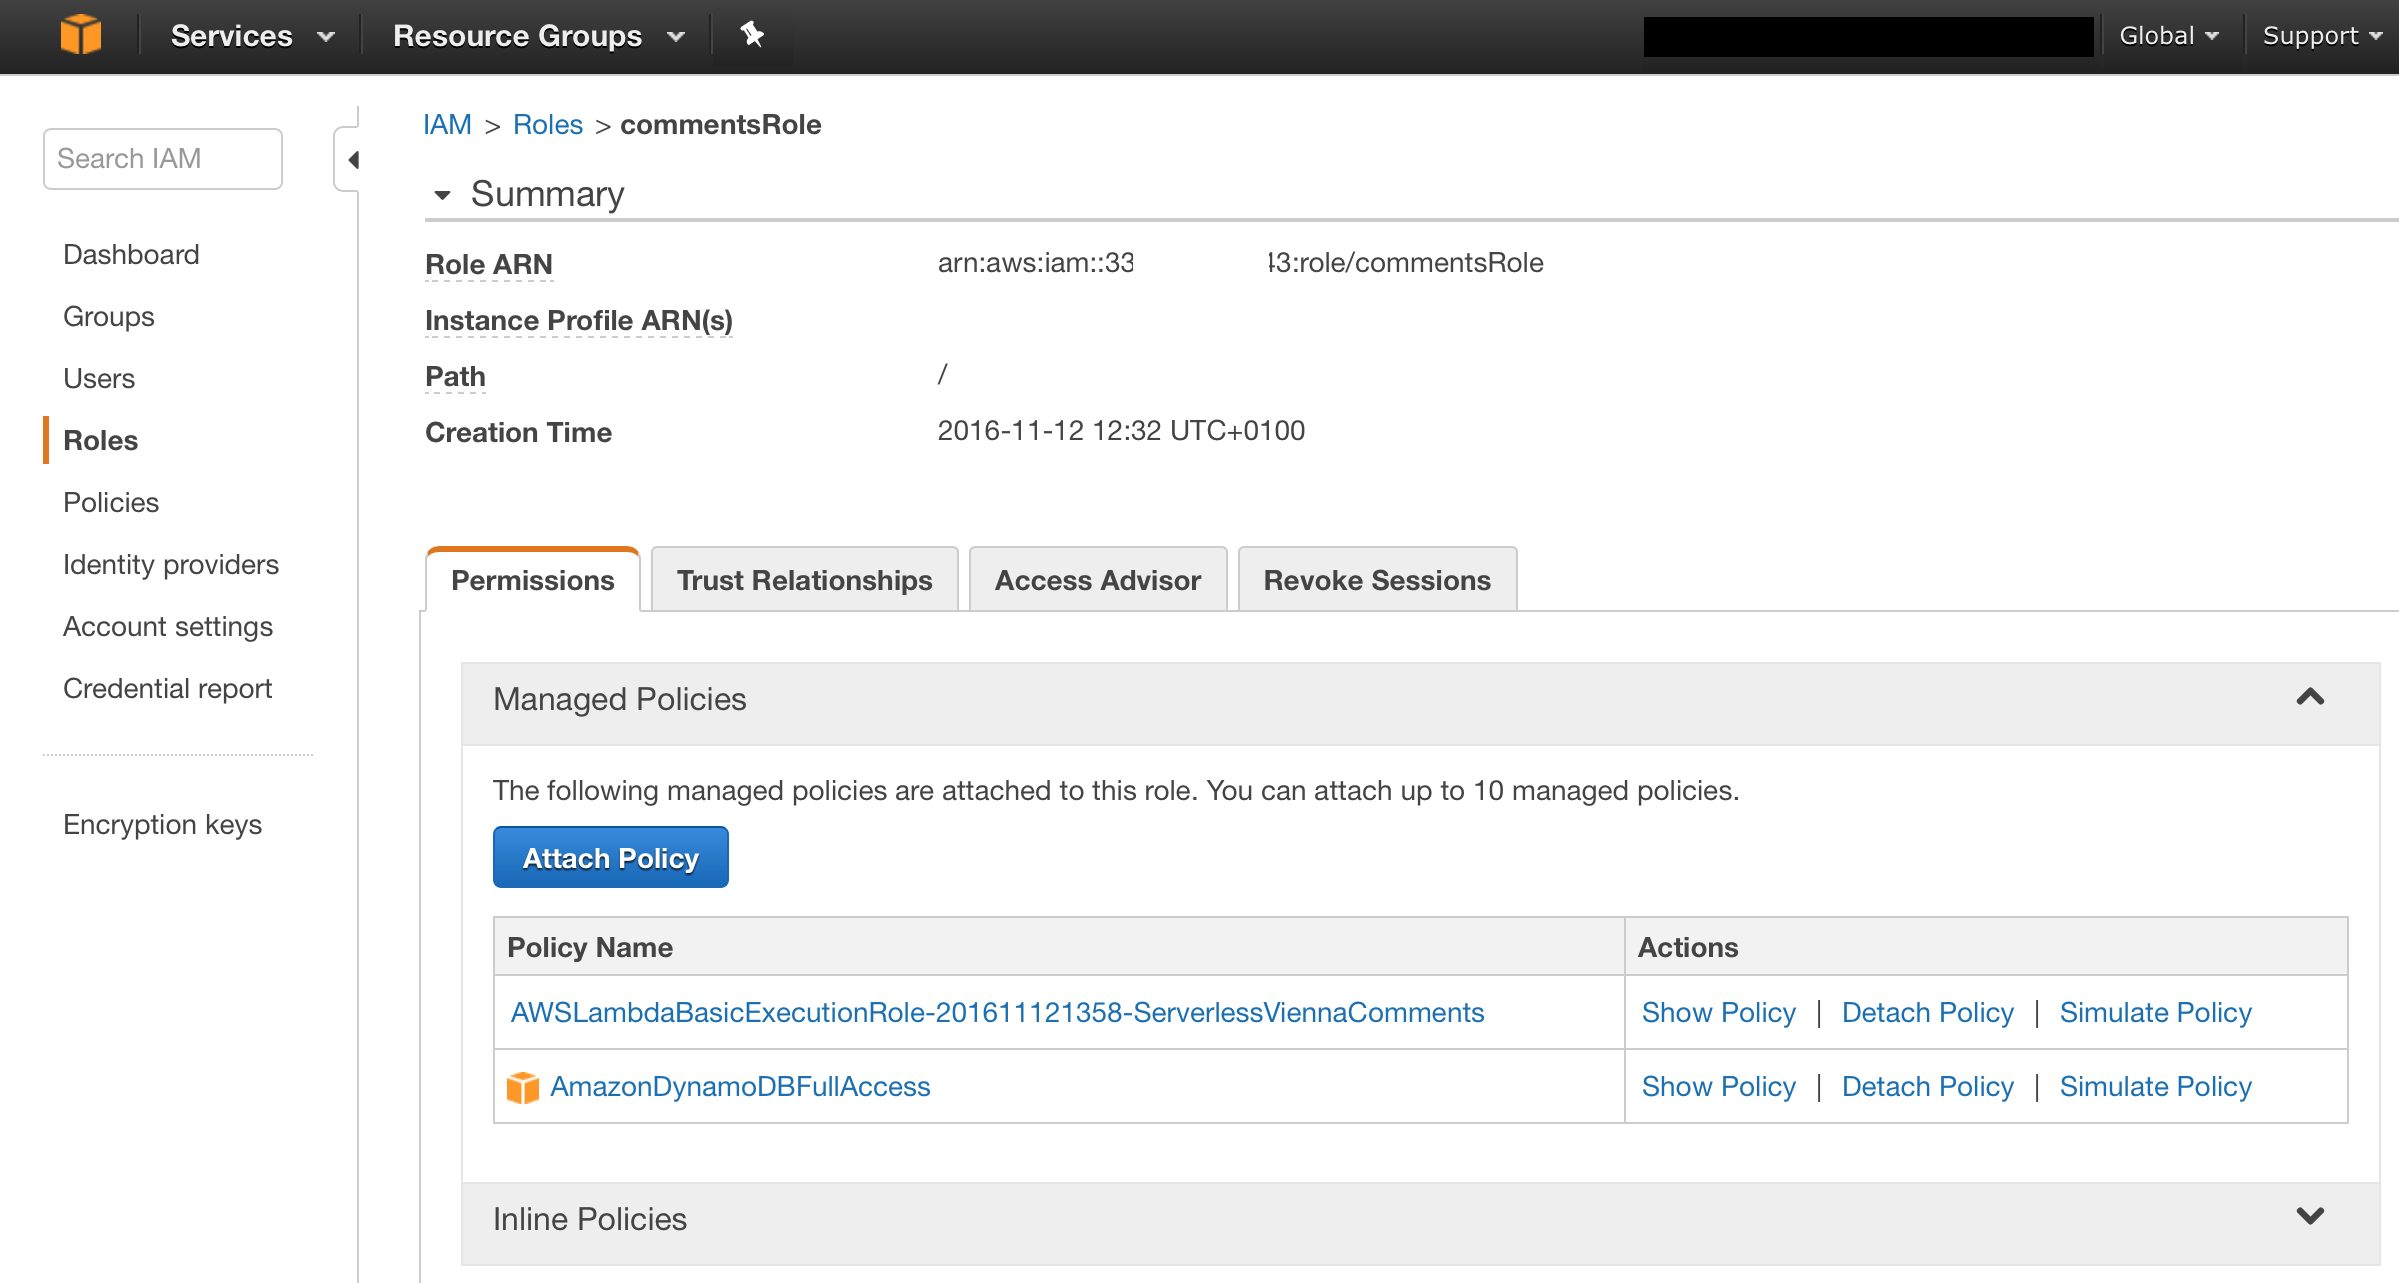 Services Resource Groups Global Support
Search IAM
Dashboard
Groups
Users
Roles
Policies
Identity providers
Account settings
Credential report
Encryption keys
IAM > Roles > commentsRole
Summary
Role ARN arn:aws:iam::33 43:role/commentsRole
Instance Profile ARN(s)
Path /
Creation Time 2016-11-12 12:32 UTC+0100
Permissions Trust Relationships Access Advisor Revoke Sessions
Managed Policies
The following managed policies are attached to this role. You can attach up to 10 managed policies.
Attach Policy
Policy Name Actions
AWSLambdaBasicExecutionRole-201611121358-ServerlessViennaComments Show Policy | Detach Policy | Simulate Policy
AmazonDynamoDBFullAccess Show Policy | Detach Policy | Simulate Policy
Inline Policies